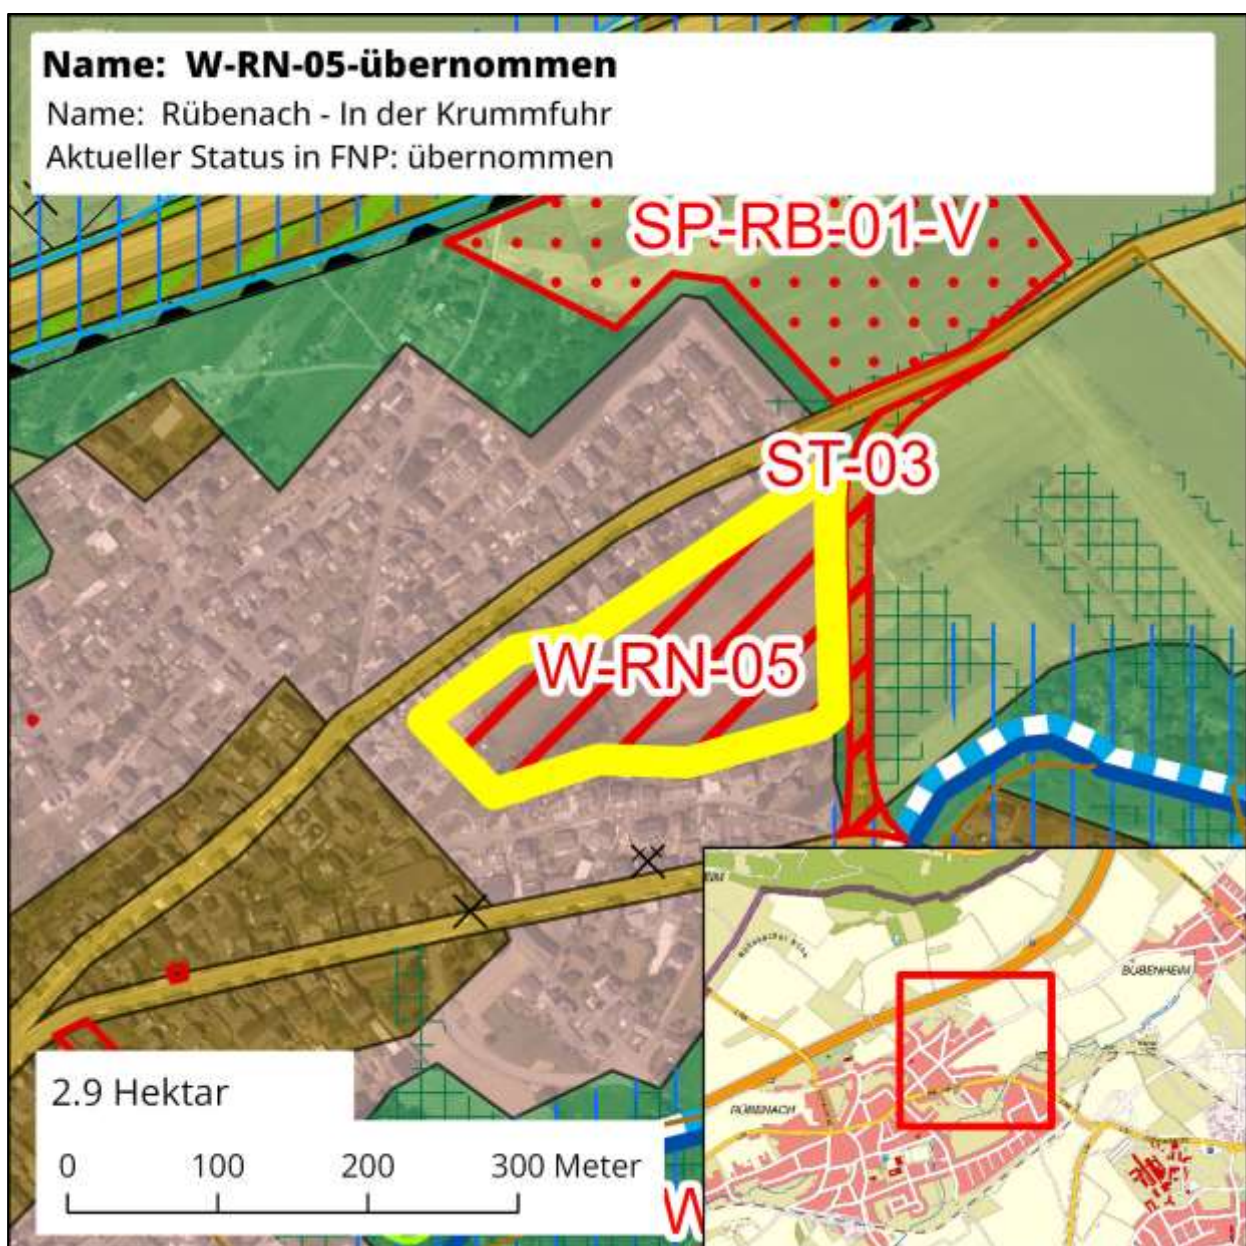 Name: W-RN-05-übernommen
Name: Rübenach - In der Krummfuhr
Aktueller Status in FNP: übernommen
SP-RB-01-V
ST-03
W-RN-05
2.9 Hektar
0 100 200 300 Meter
W
BUBENHEIM
RÜBENACH